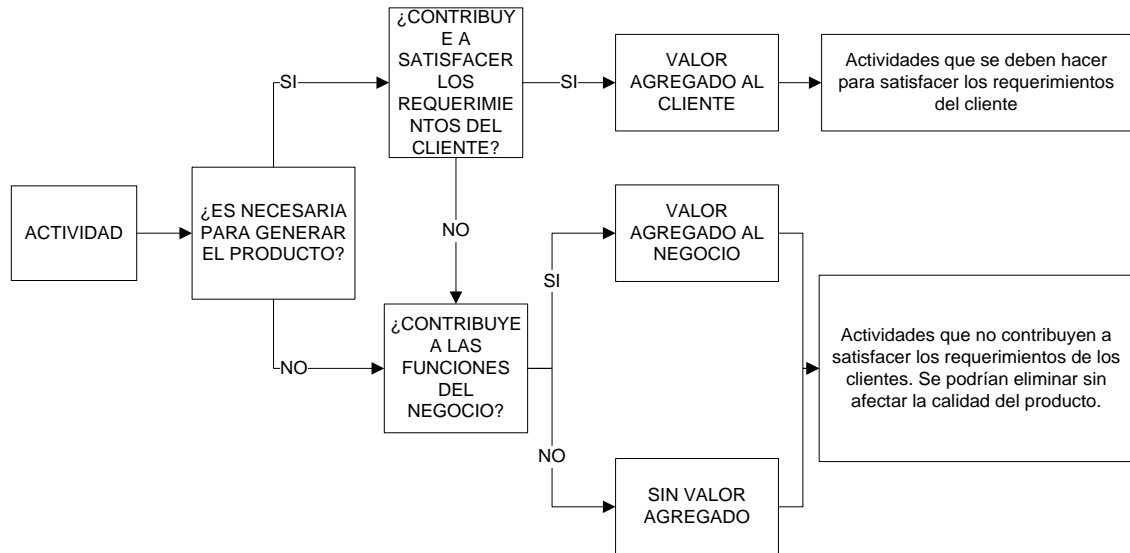 ¿CONTRIBUY
E A
SATISFACER
LOS
REQUERIMIE
NTOS DEL
CLIENTE?
SI
SI
VALOR
AGREGADO AL
CLIENTE
Actividades que se deben hacer
para satisfacer los requerimientos
del cliente
ACTIVIDAD
¿ES NECESARIA
PARA GENERAR
EL PRODUCTO?
NO
VALOR
AGREGADO AL
NEGOCIO
SI
NO
¿CONTRIBUYE
A LAS
FUNCIONES
DEL
NEGOCIO?
Actividades que no contribuyen a
satisfacer los requerimientos de los
clientes. Se podrían eliminar sin
afectar la calidad del producto.
NO
SIN VALOR
AGREGADO